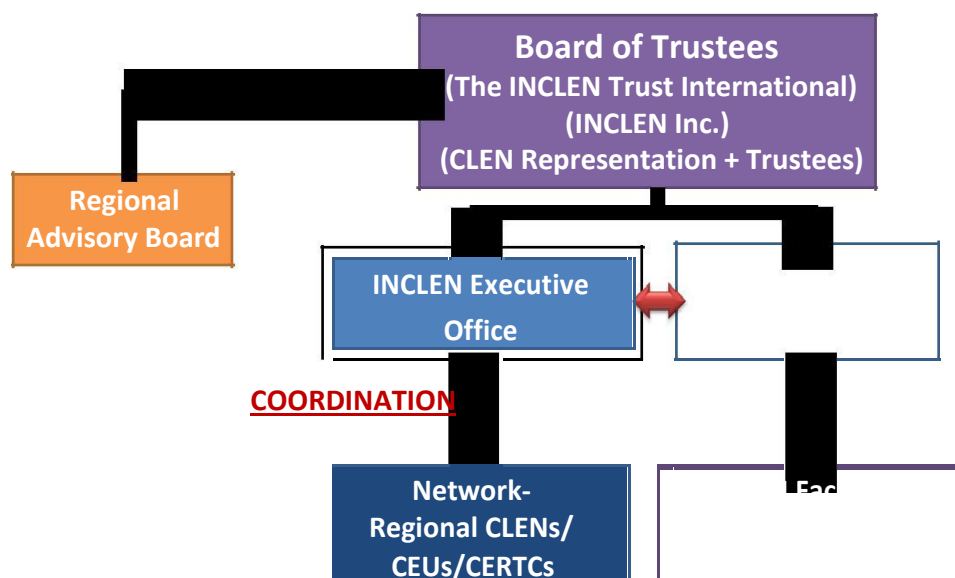 Board of Trustees
(The INCLEN Trust International)
(INCLEN Inc.)
(CLEN Representation + Trustees)
Regional
Advisory Board
INCLEN Executive
Office
COORDINATION
Network-
Regional CLENs/
CEUs/CERTCs